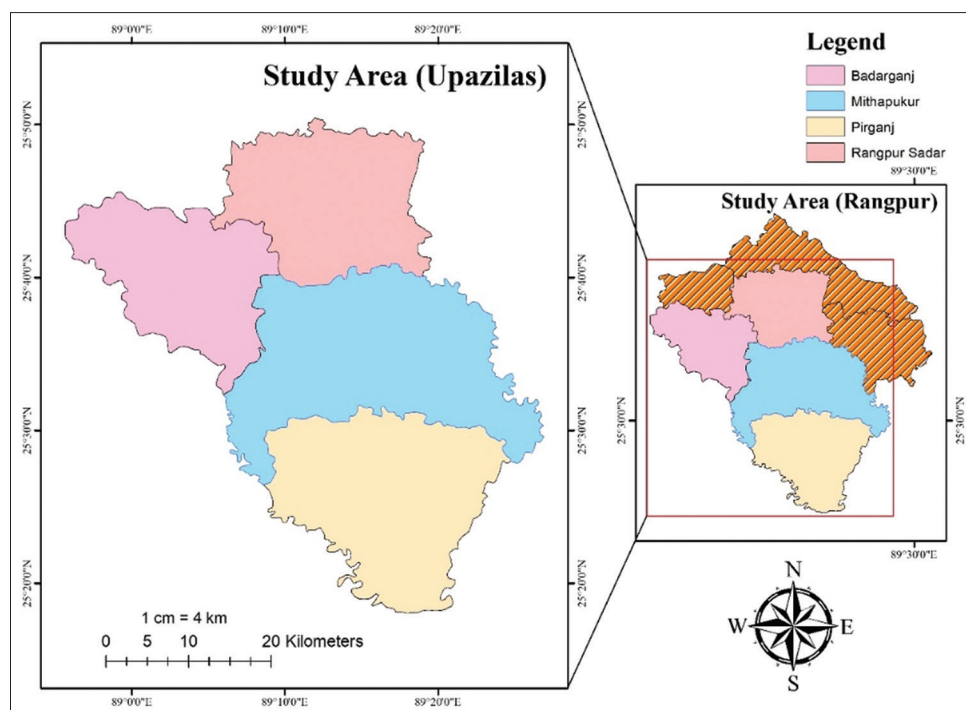 89°0'0"E 89°10'0"E 89°20'0"E
Study Area (Upazilas)
25°50'0"N 25°50'0"N
25°40'0"N 25°40'0"N
25°30'0"N 25°30'0"N
25°20'0"N 25°20'0"N
1 cm = 4 km
0 5 10 20 Kilometers
89°0'0"E 89°10'0"E 89°20'0"E
Legend
Badarganj
Mithapukur
Pirganj
Rangpur Sadar
89°30'0"E
Study Area (Rangpur)
25°30'0"N 25°30'0"N
89°30'0"E
N
W E
S